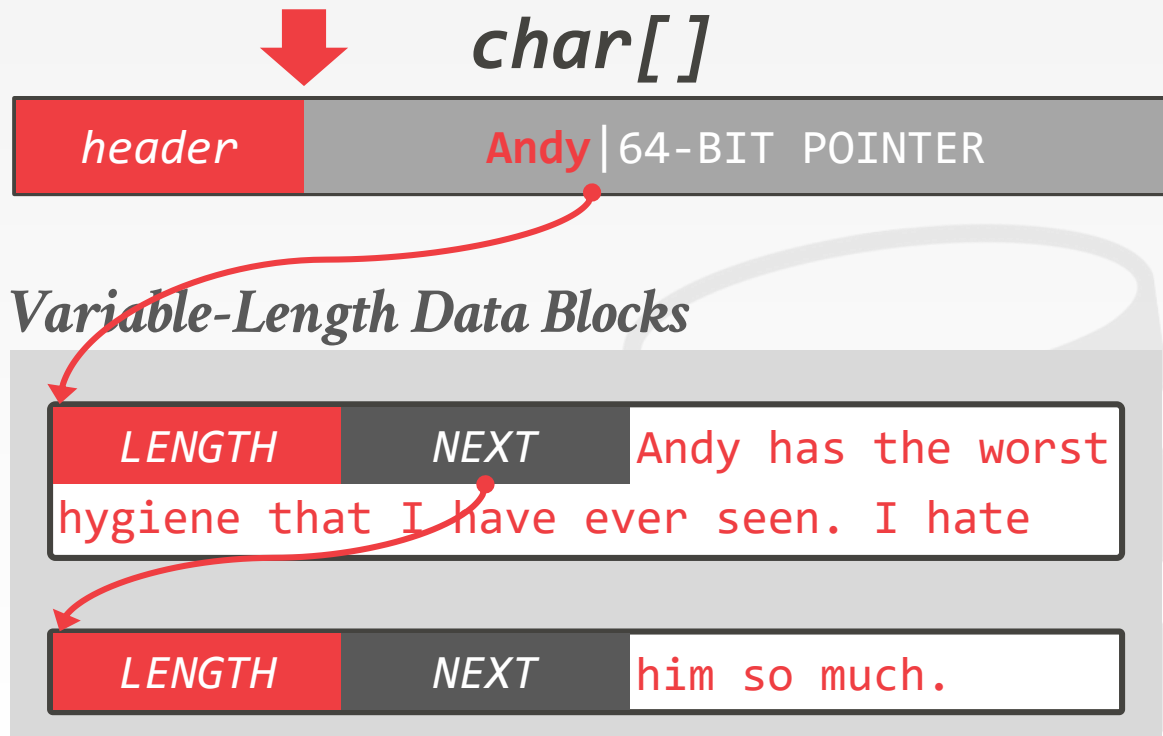 char[]
header Andy|64-BIT POINTER
Variable-Length Data Blocks
LENGTH NEXT Andy has the worst
hygiene that I have ever seen. I hate
LENGTH NEXT him so much.